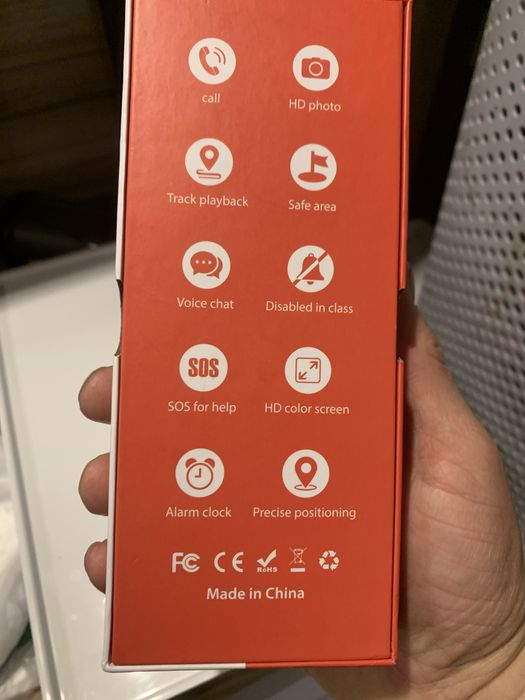 call
HD photo
Track playback
Safe area
Voice chat
Disabled in class
SOS
SOS for help
HD color screen
Alarm clock
Precise positioning
FC CE RoHS
Made in China